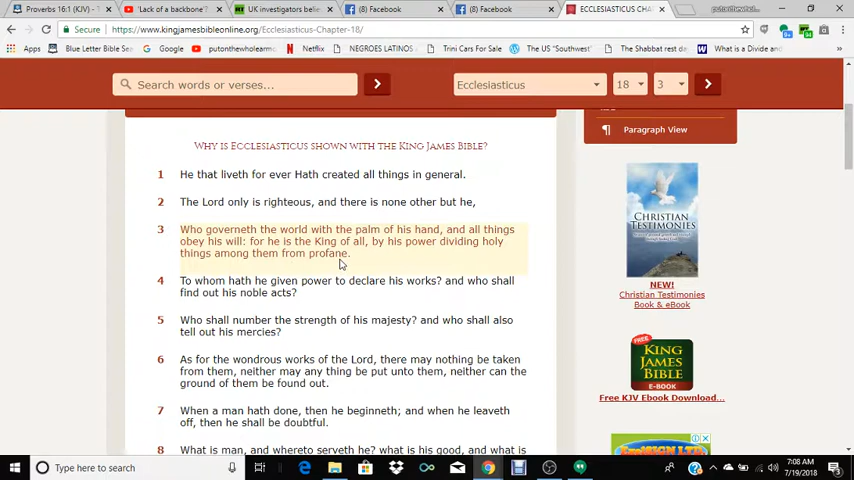 Proverbs 16:1 (KJV) -
'Lack of a backbone'?
UK investigators believe
(8) Facebook
(8) Facebook
ECCLESIASTICUS CHA
putonthewhol...
Secure
https://www.kingjamesbibleonline.org/Ecclesiasticus-Chapter-18/
Apps
Blue Letter Bible Sea
Google
putonthewholearmo
Netflix
NEGROES LATINOS
Trini Cars For Sale
The US "Southwest"
The Shabbat rest day
What is a Divide and
Search words or verses...
Ecclesiasticus
18
3
Paragraph View
WHY IS ECCLESIASTICUS SHOWN WITH THE KING JAMES BIBLE?
1 He that liveth for ever Hath created all things in general.
2 The Lord only is righteous, and there is none other but he,
3 Who governeth the world with the palm of his hand, and all things
obey his will: for he is the King of all, by his power dividing holy
things among them from profane.
4 To whom hath he given power to declare his works? and who shall
find out his noble acts?
5 Who shall number the strength of his majesty? and who shall also
tell out his mercies?
6 As for the wondrous works of the Lord, there may nothing be taken
from them, neither may any thing be put unto them, neither can the
ground of them be found out.
7 When a man hath done, then he beginneth; and when he leaveth
off, then he shall be doubtful.
8 What is man, and whereto serveth he? what is his good, and what is
CHRISTIAN
TESTIMONIES
NEW!
Christian Testimonies
Book & eBook
FREE
KING
JAMES
BIBLE
E-BOOK
Free KJV Ebook Download...
Type here to search
7:08 AM
7/19/2018